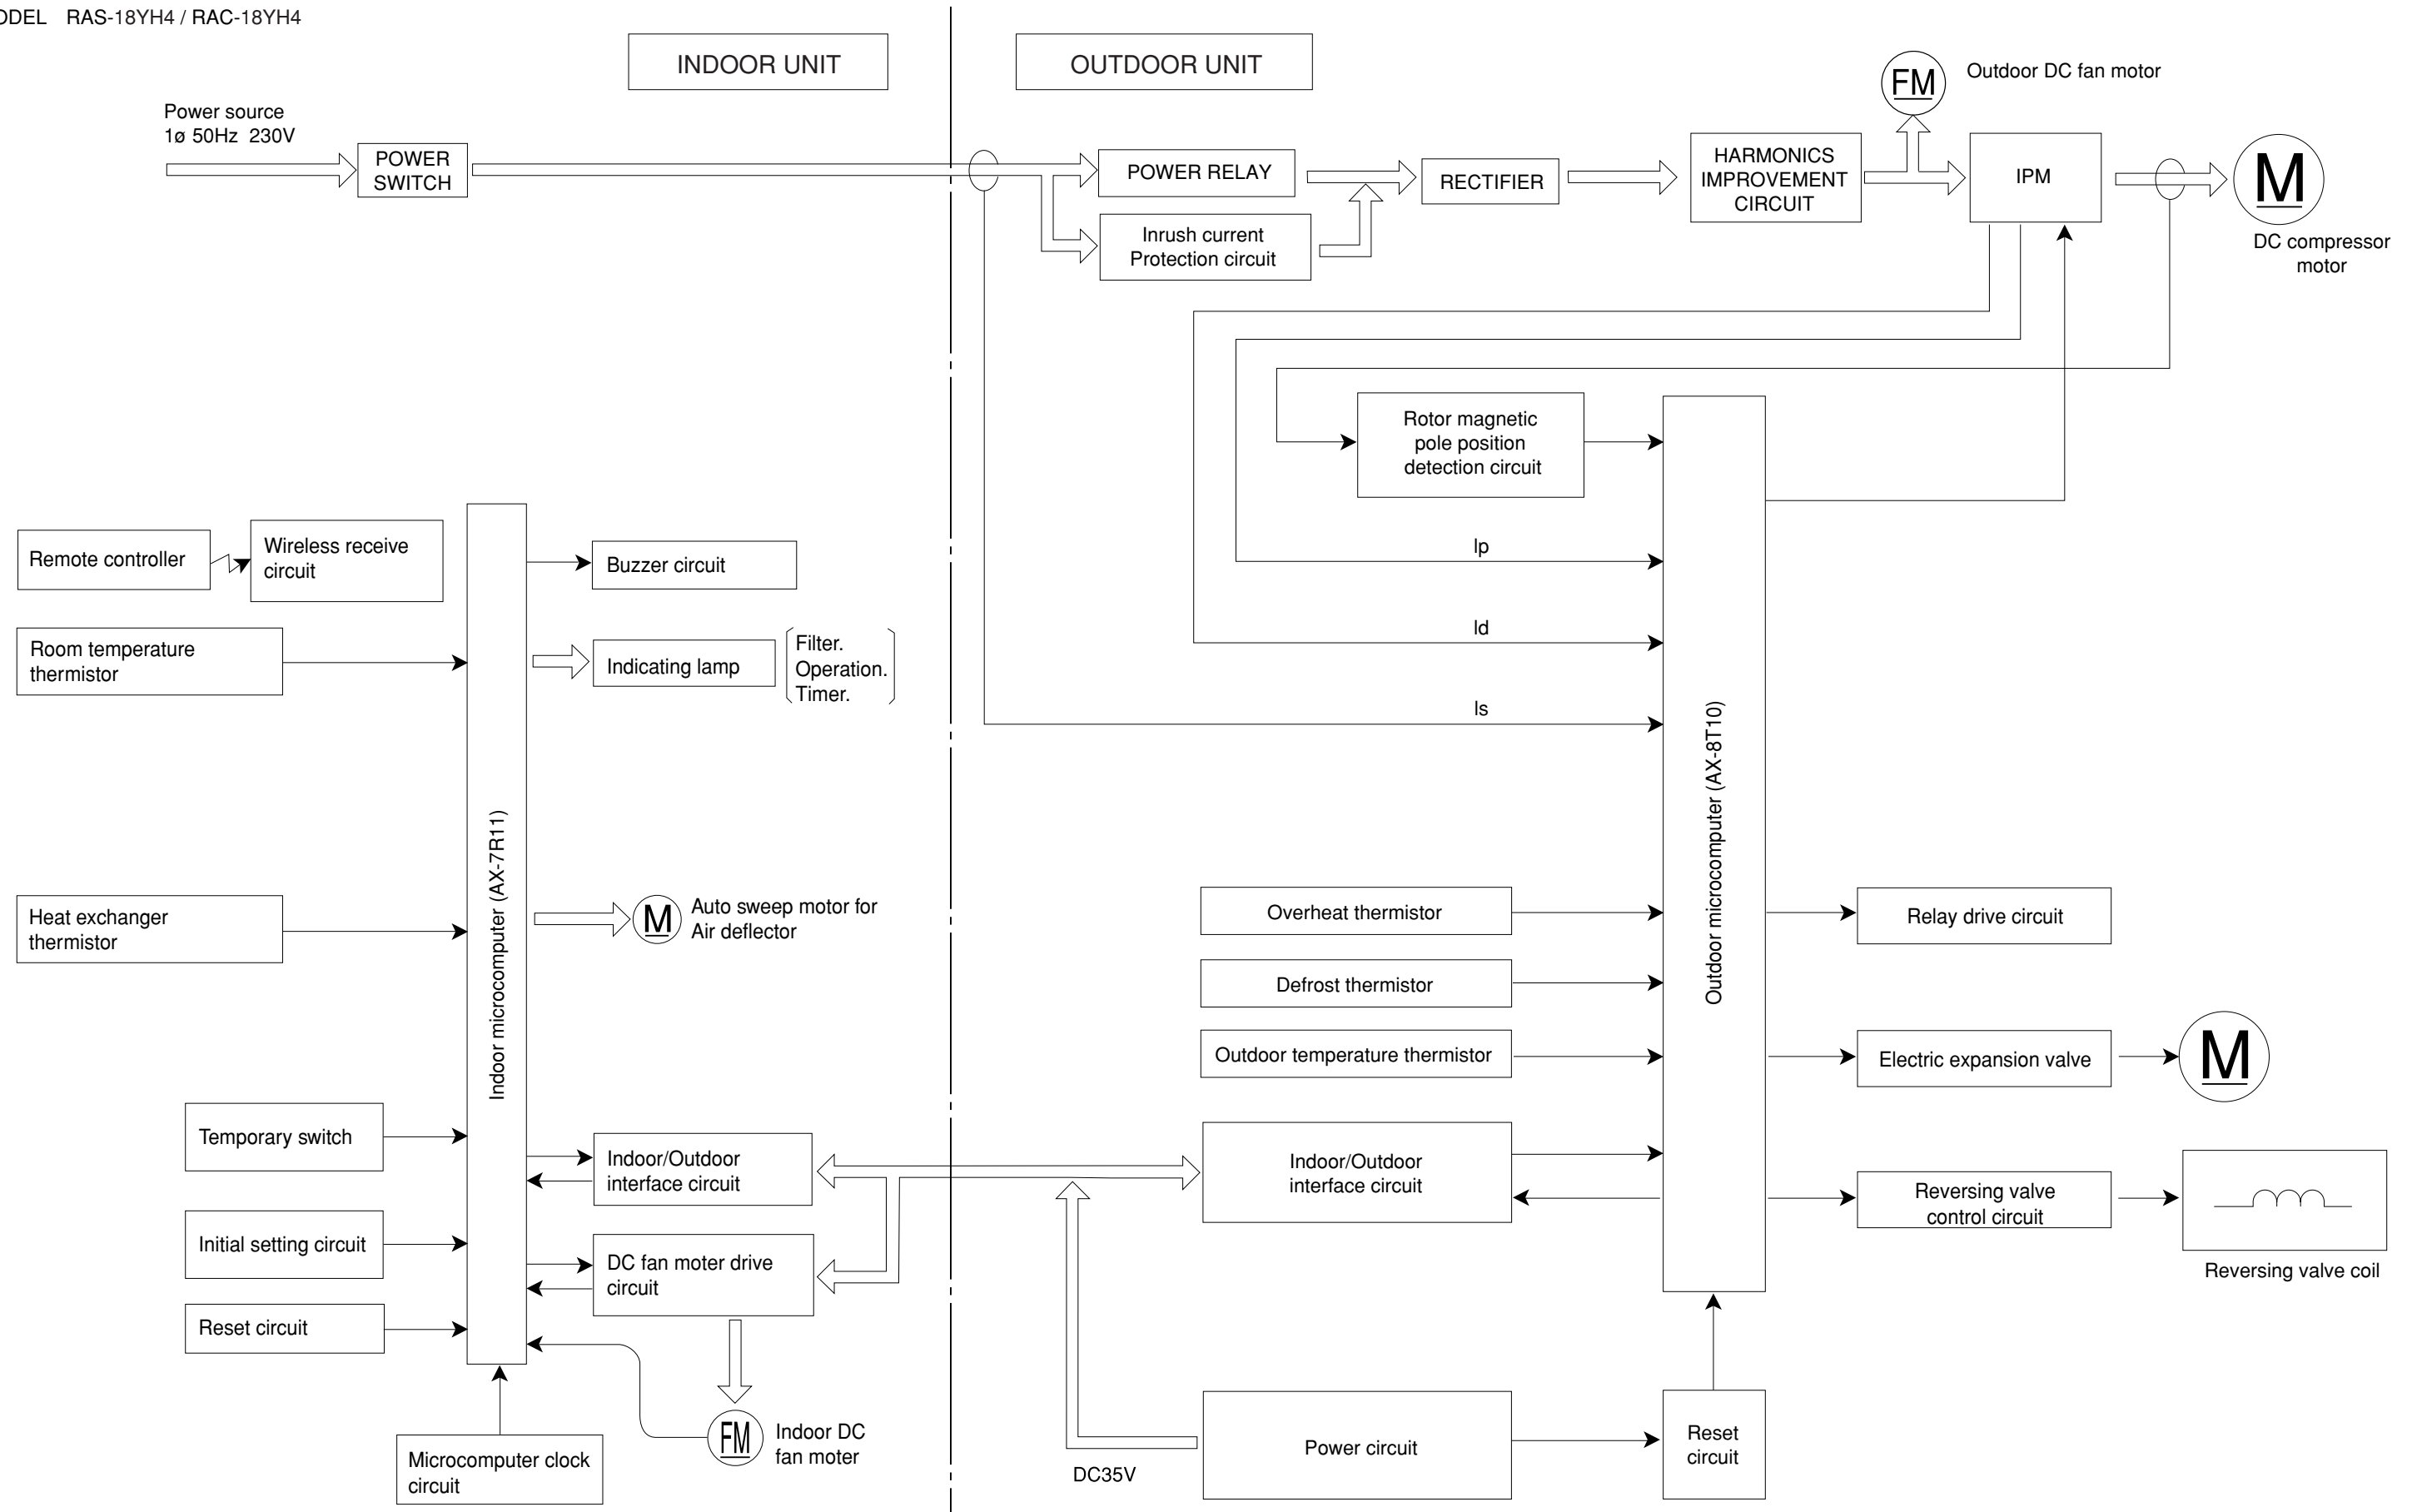 MODEL RAS-18YH4 / RAC-18YH4
INDOOR UNIT
OUTDOOR UNIT
Power source
1ø 50Hz 230V
POWER
SWITCH
POWER RELAY
Inrush current
Protection circuit
RECTIFIER
HARMONICS
IMPROVEMENT
CIRCUIT
FM
Outdoor DC fan motor
IPM
M
DC compressor
motor
Rotor magnetic
pole position
detection circuit
Ip
Id
Is
Remote controller
Wireless receive
circuit
Room temperature
thermistor
Heat exchanger
thermistor
Temporary switch
Initial setting circuit
Reset circuit
Microcomputer clock
circuit
Indoor microcomputer (AX-7R11)
Buzzer circuit
Indicating lamp
Filter.
Operation.
Timer.
M
Auto sweep motor for
Air deflector
Indoor/Outdoor
interface circuit
DC fan moter drive
circuit
FM
Indoor DC
fan moter
Overheat thermistor
Defrost thermistor
Outdoor temperature thermistor
Indoor/Outdoor
interface circuit
DC35V
Power circuit
Reset
circuit
Outdoor microcomputer (AX-8T10)
Relay drive circuit
Electric expansion valve
M
Reversing valve
control circuit
Reversing valve coil